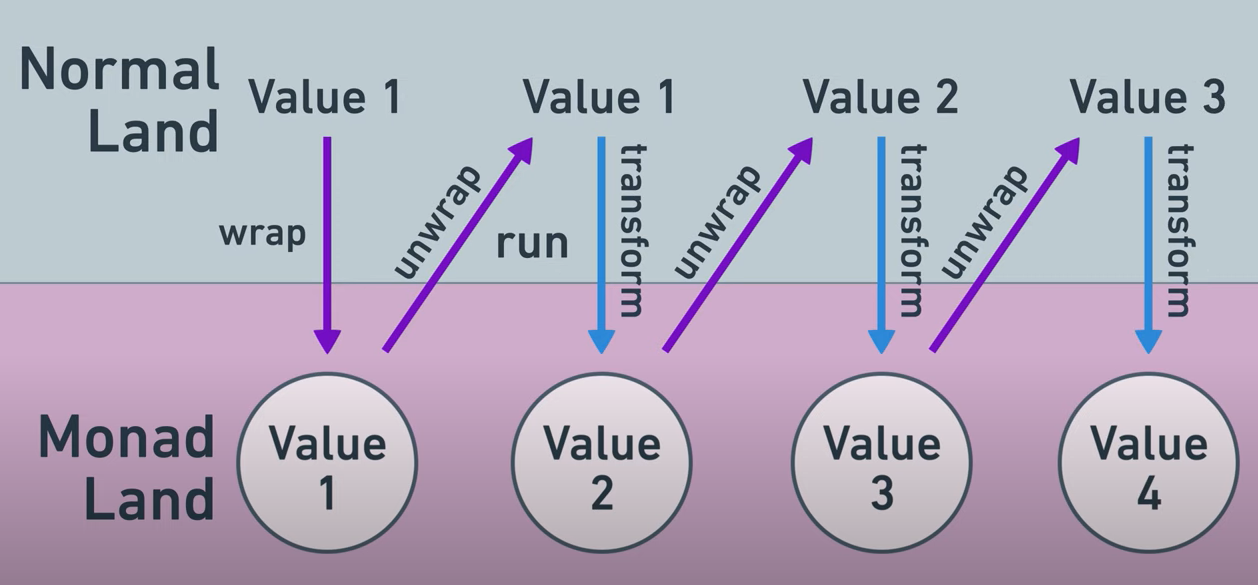 Normal
Land
Value 1
Value 1
Value 2
Value 3
wrap
unwrap
run
transform
unwrap
transform
unwrap
transform
Monad
Land
Value
1
Value
2
Value
3
Value
4